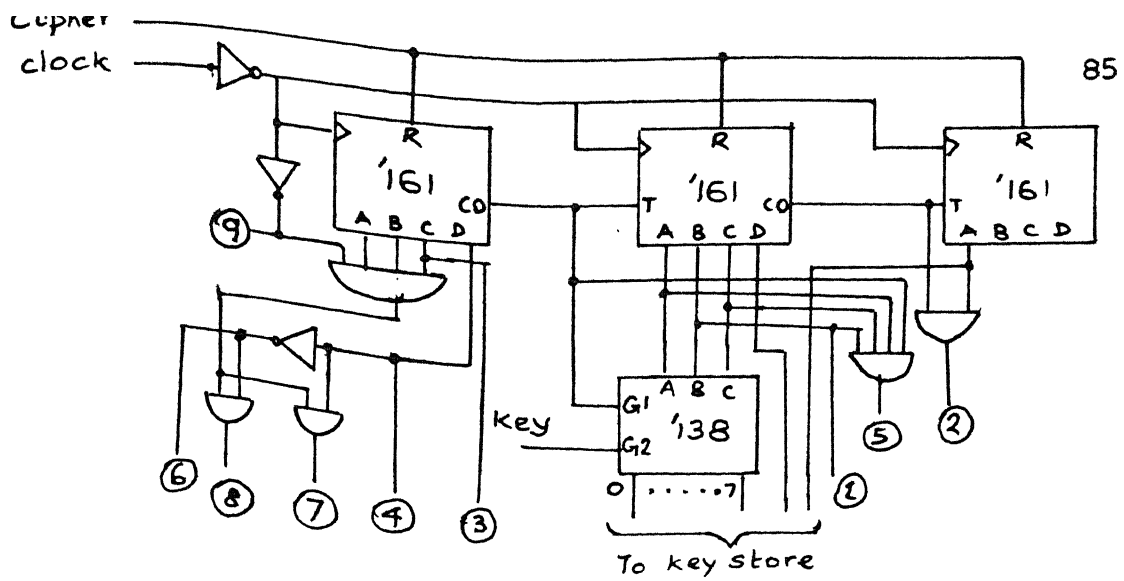 clock
85
R
R
R
'161
'161
'161
CO
T
CO
T
A B C D
A B C D
A B C D
9
A B C
G1
'138
key
G2
5
2
6
8
7
4
3
0 ...... 7
1
To key store